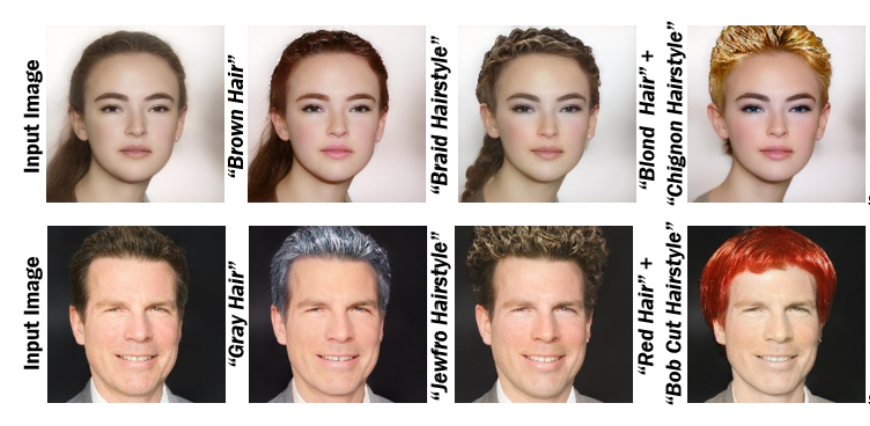 Input Image
“Brown Hair”
“Braid Hairstyle”
“Blond Hair” +
“Chignon Hairstyle”
Input Image
“Gray Hair”
“Jewfro Hairstyle”
“Red Hair” +
“Bob Cut Hairstyle”